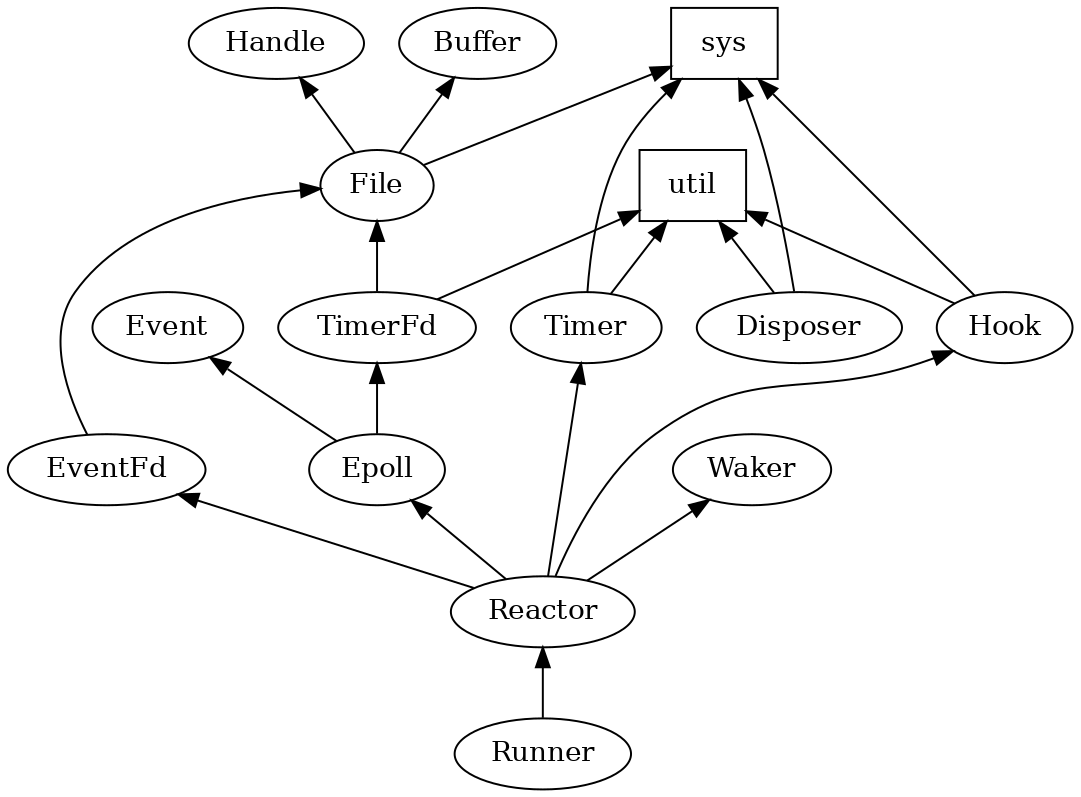 Handle
Buffer
sys
File
util
Event
TimerFd
Timer
Disposer
Hook
EventFd
Epoll
Waker
Reactor
Runner